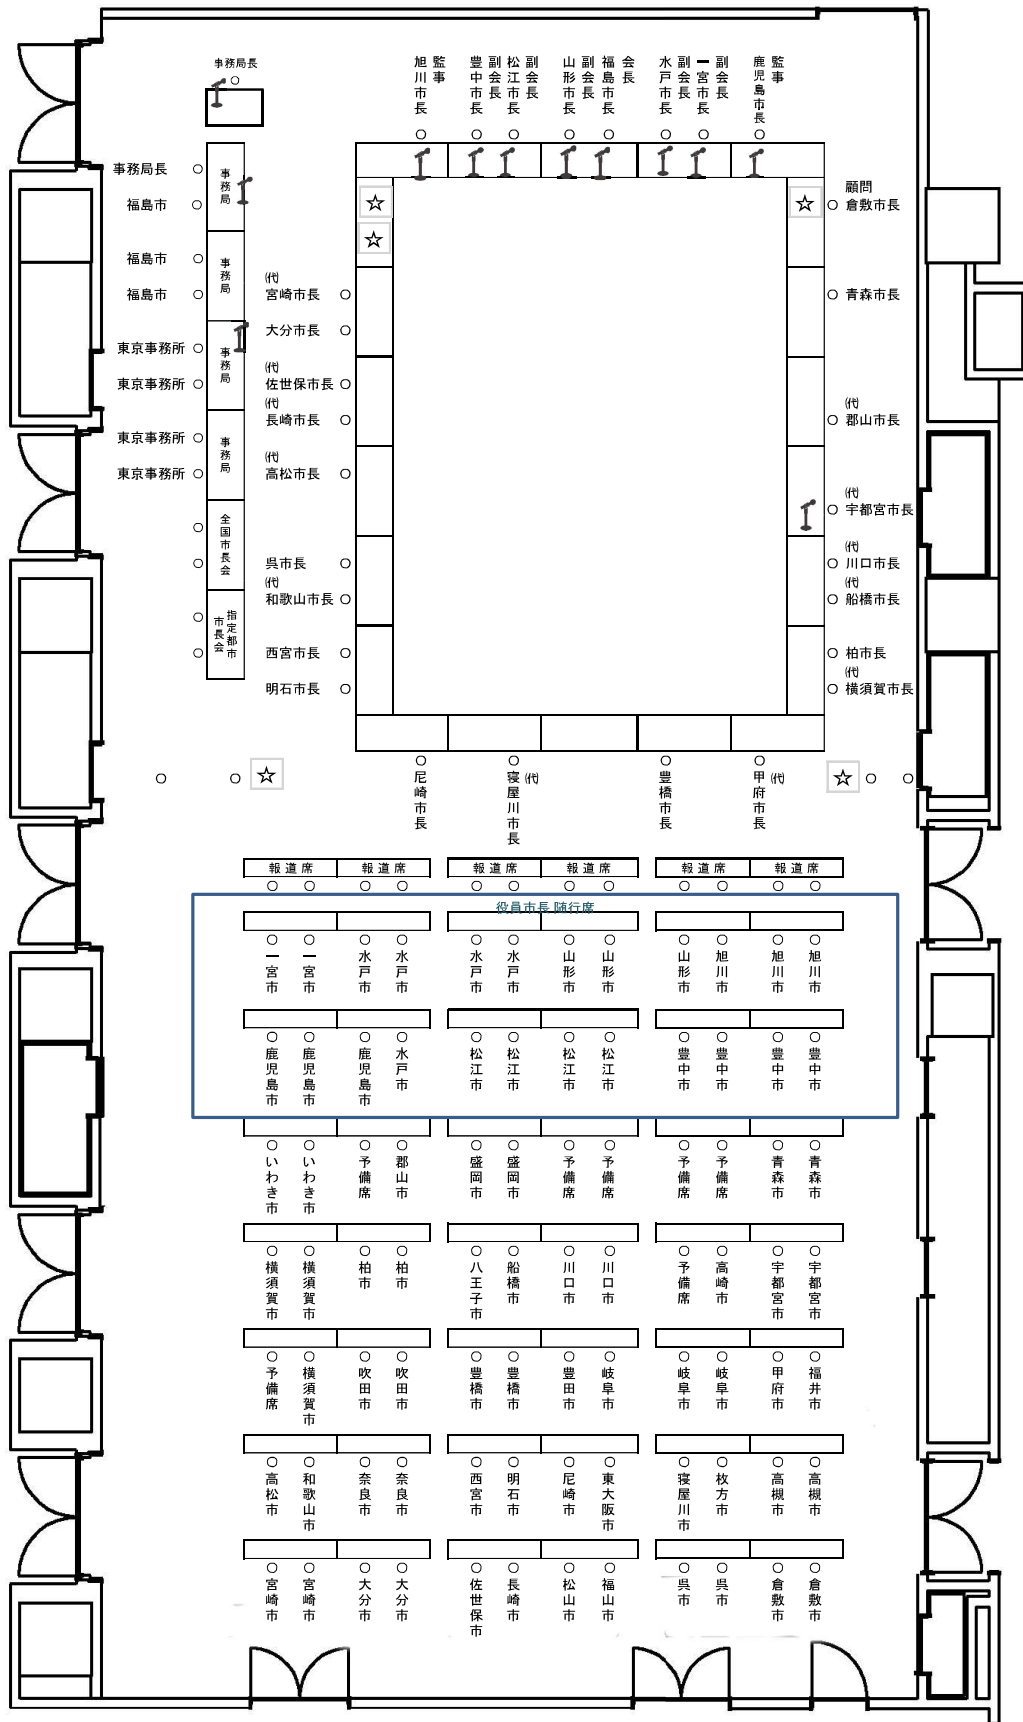 事務局長
監事
旭川市長
副会長
豊中市長
副会長
松江市長
副会長
山形市長
会長
福島市長
副会長
水戸市長
副会長
一宮市長
監事
鹿児島市長
事務局長
福島市
事務局
福島市
福島市
事務局
東京事務所
東京事務所
事務局
東京事務所
東京事務所
事務局
全国市長会
指定都市
市長会
(代)
宮崎市長
大分市長
(代)
佐世保市長
(代)
長崎市長
(代)
高松市長
呉市長
(代)
和歌山市長
西宮市長
明石市長
☆
☆
☆
顧問
倉敷市長
青森市長
(代)
郡山市長
(代)
宇都宮市長
(代)
川口市長
(代)
船橋市長
柏市長
(代)
横須賀市長
☆
☆
尼崎市長
寝屋川市長
(代)
豊橋市長
甲府市長
(代)
報道席 報道席 報道席 報道席 報道席 報道席
役員市長 随行席
一宮市 一宮市 水戸市 水戸市 水戸市 水戸市 山形市 山形市 山形市 旭川市 旭川市 旭川市
鹿児島市 鹿児島市 鹿児島市 水戸市 松江市 松江市 松江市 松江市 豊中市 豊中市 豊中市 豊中市
いわき市 いわき市 予備席 郡山市 盛岡市 盛岡市 予備席 予備席 予備席 予備席 青森市 青森市
横須賀市 横須賀市 柏市 柏市 八王子市 船橋市 川口市 川口市 予備席 高崎市 宇都宮市 宇都宮市
予備席 横須賀市 吹田市 吹田市 豊橋市 豊橋市 豊田市 岐阜市 岐阜市 岐阜市 甲府市 福井市
高松市 和歌山市 奈良市 奈良市 西宮市 明石市 尼崎市 東大阪市 寝屋川市 枚方市 高槻市 高槻市
宮崎市 宮崎市 大分市 大分市 佐世保市 長崎市 松山市 福山市 呉市 呉市 倉敷市 倉敷市